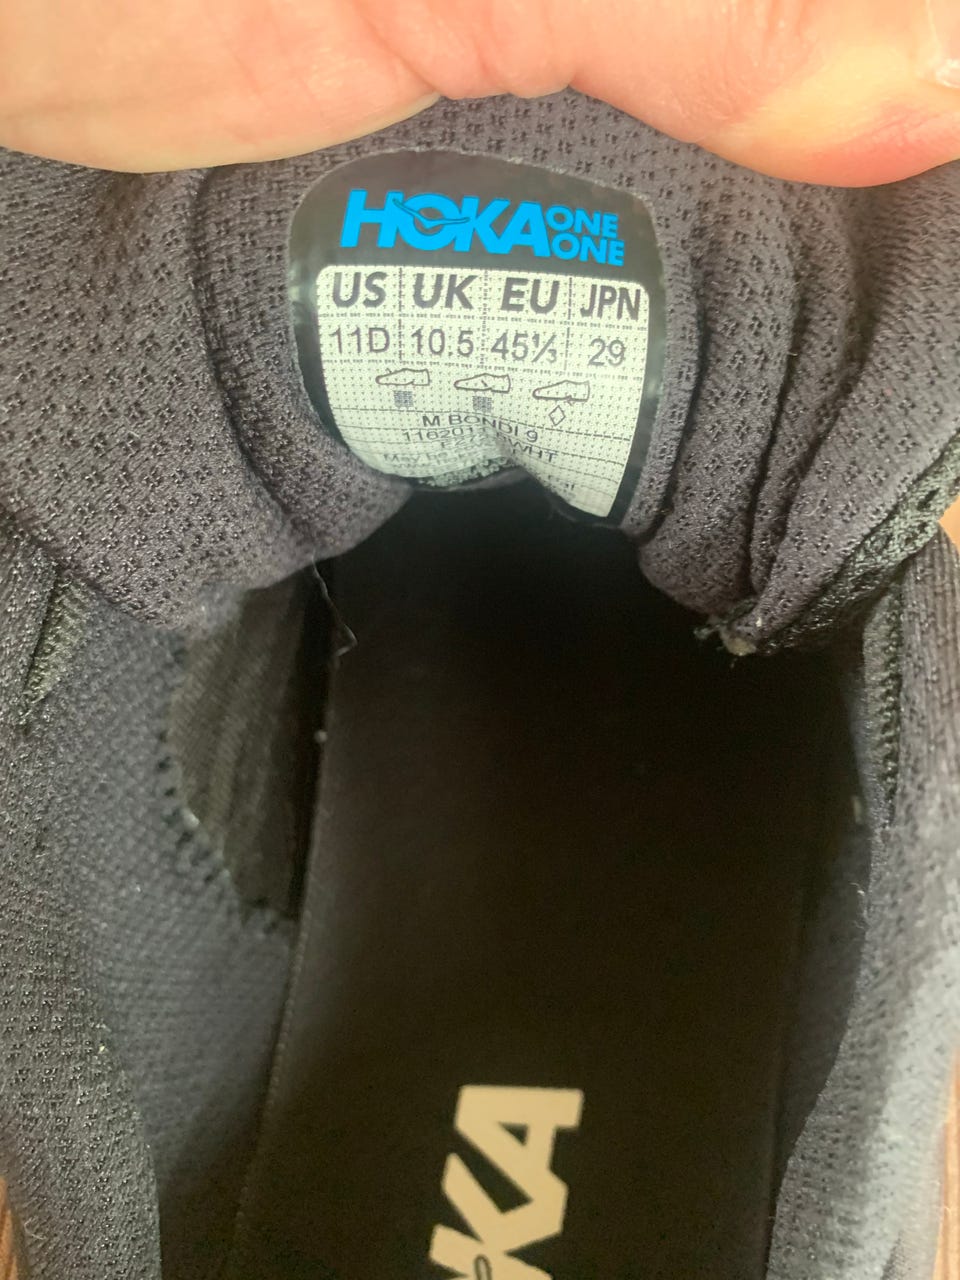 HOKA ONE
ONE
US UK EU JPN
11D 10.5 45⅓ 29
M BONDI 9